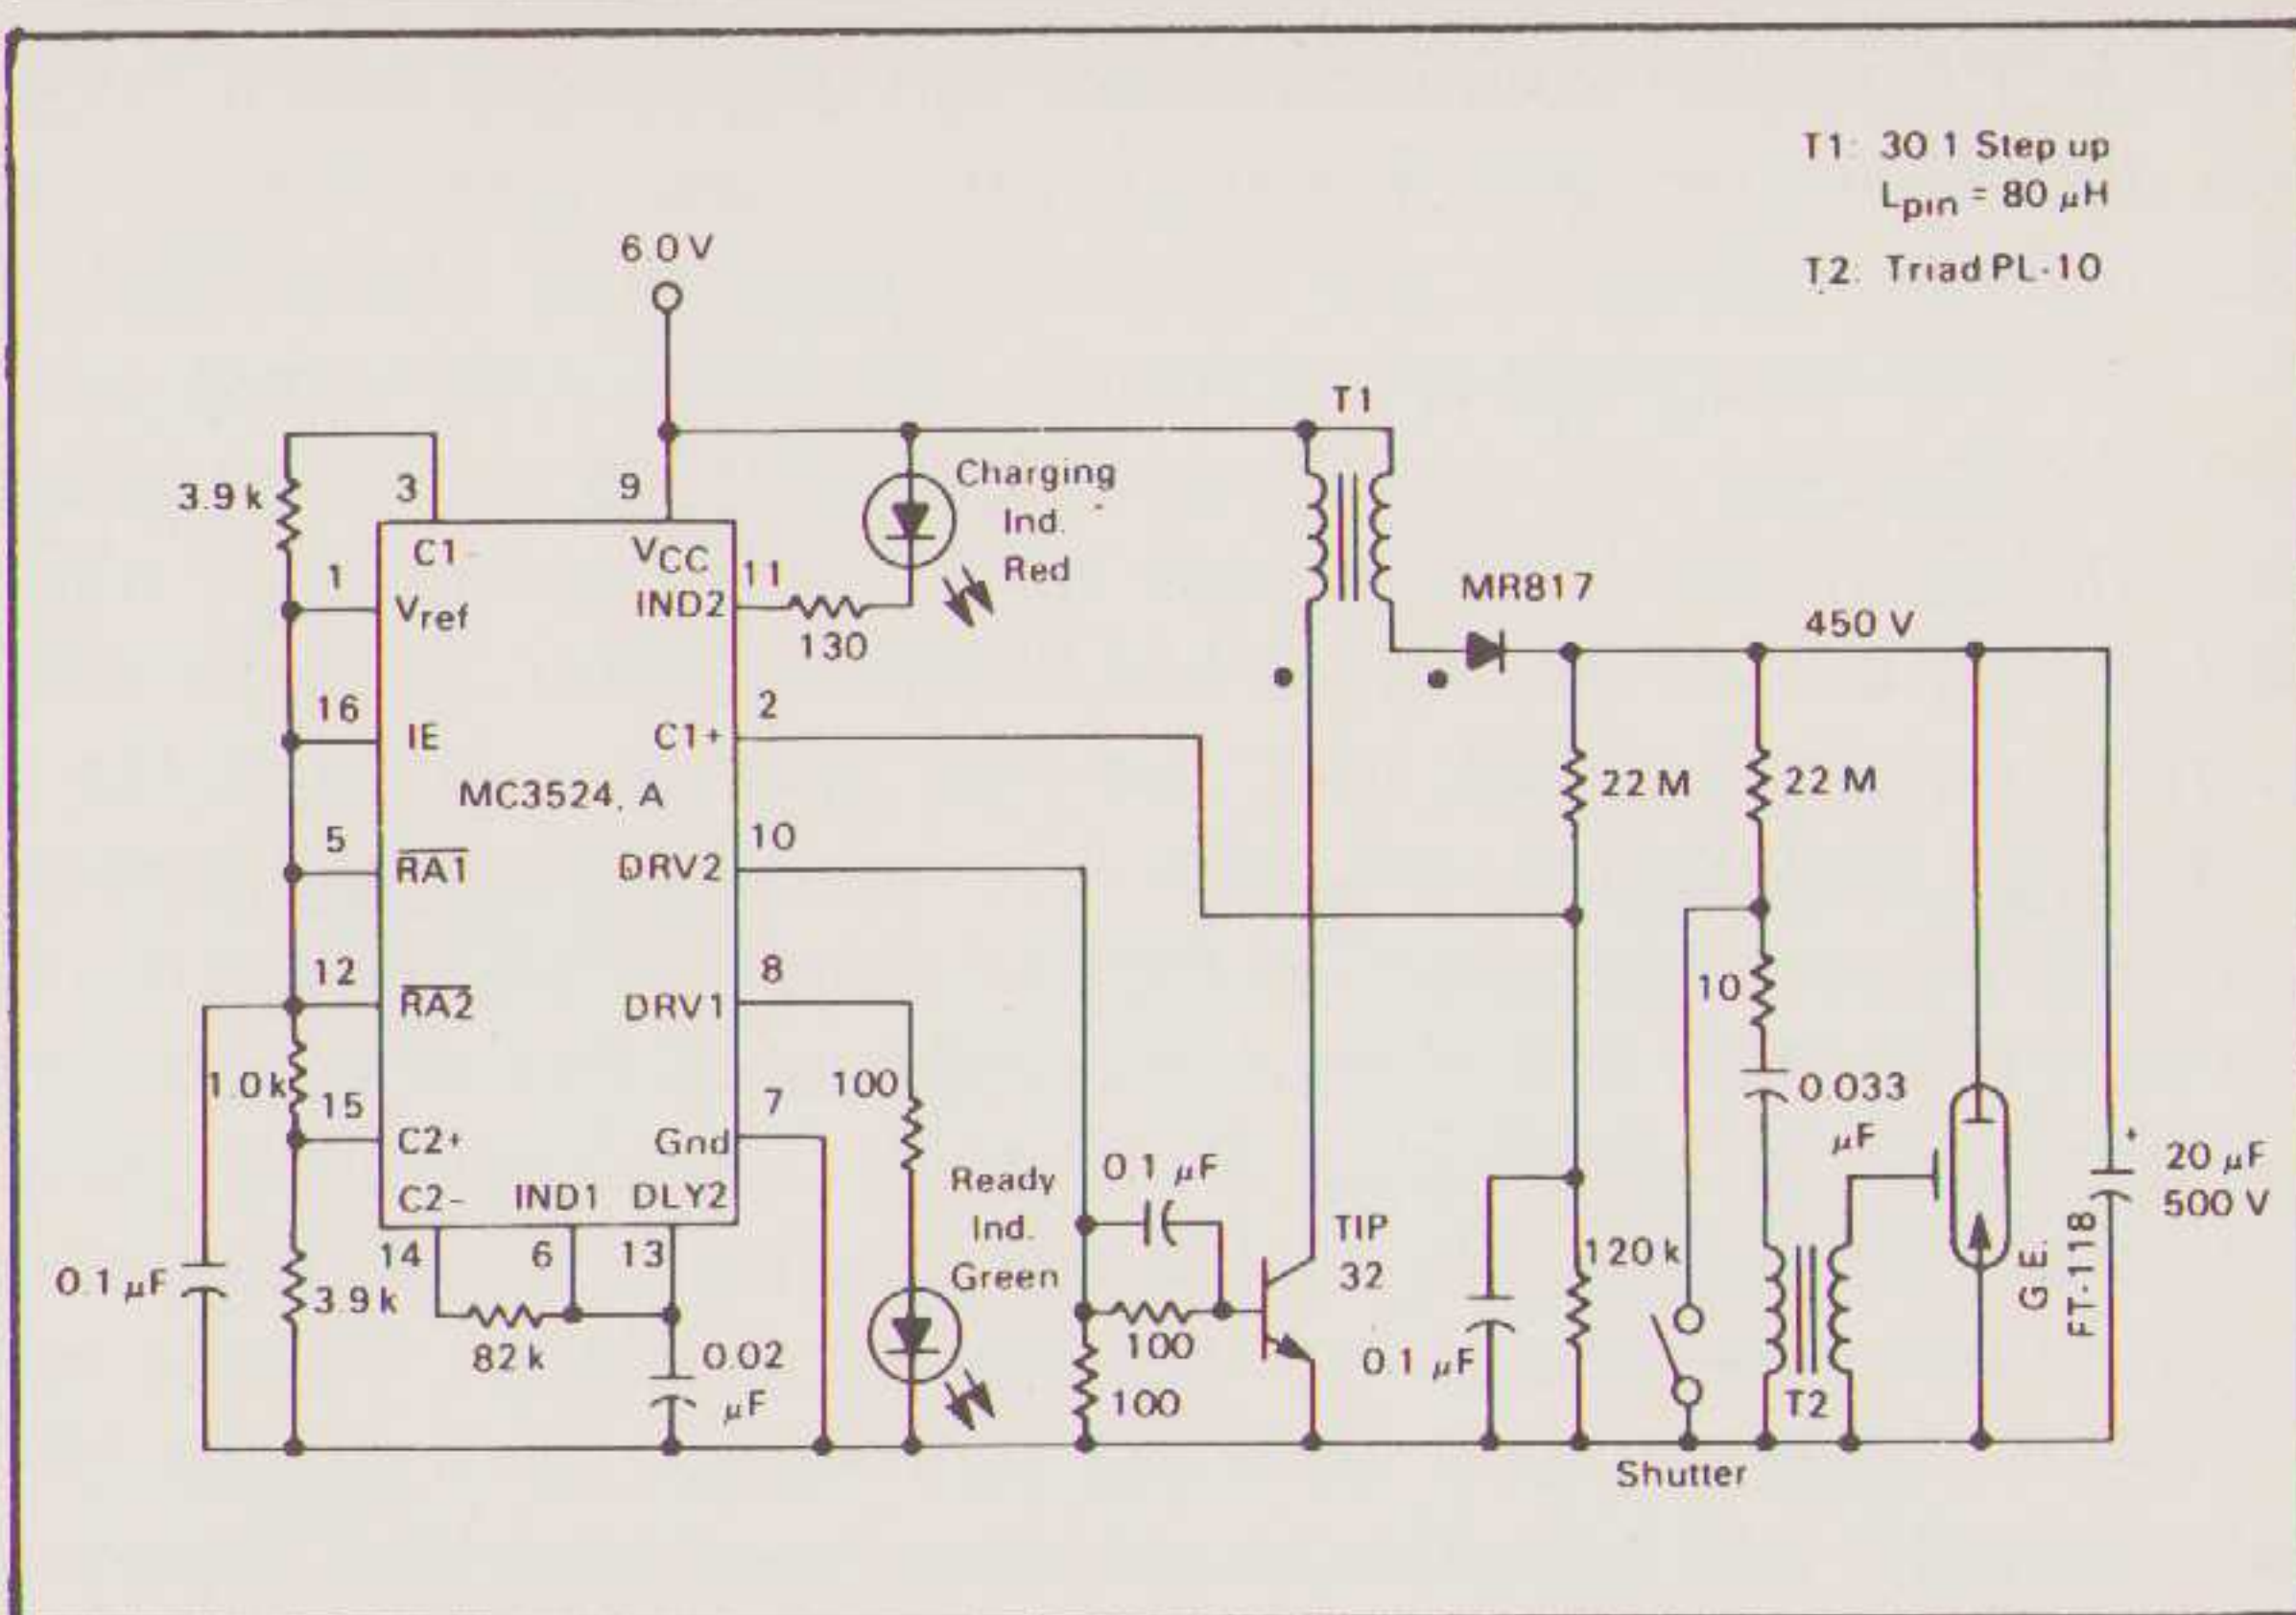 T1: 30 1 Step up
Lpin = 80 µH
T2: Triad PL-10
6 0 V
T1
3.9 k
3
9
Charging
Ind.
Red
C1-
VCC
11
1
Vref
IND2
130
MR817
450 V
16
IE
2
C1+
MC3524, A
22 M
22 M
5
RA1
10
DRV2
12
RA2
8
DRV1
10
1.0 k
15
C2+
100
7
Gnd
0 033
µF
C2-
IND1
DLY2
Ready
Ind.
Green
0 1 µF
TIP
32
+
20 µF
500 V
14
6
13
120 k
0.1 µF
3 9 k
82 k
0 02
µF
100
100
0.1 µF
T2
G E.
FT-118
Shutter